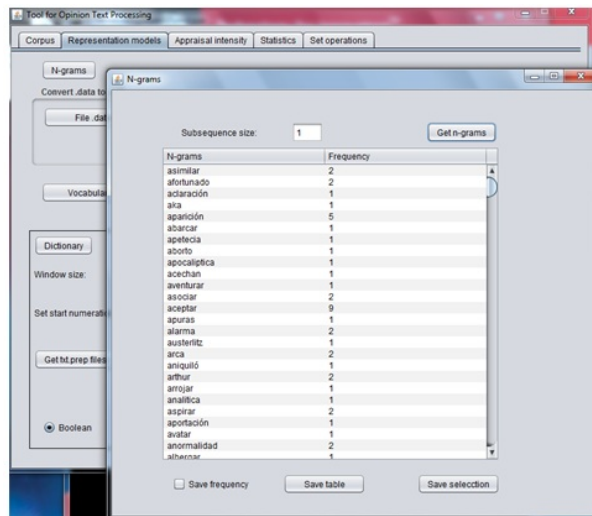 Tool for Opinion Text Processing
Corpus Representation models Appraisal intensity Statistics Set operations
N-grams
Convert .data to
File .dat
Vocabular
Dictionary
Window size:
Set start numeratio
Get txt.prep files
Boolean
N-grams
Subsequence size: 1 Get n-grams
N-grams Frequency
asimilar 2
afortunado 2
aclaración 1
aka 1
aparición 5
abarcar 1
apetecia 1
aborto 1
apocaliptica 1
acechan 1
aventurar 1
asociar 2
aceptar 9
apuras 1
alarma 2
austerlitz 1
arca 2
aniquiló 1
arthur 2
arrojar 1
analitica 1
aspirar 2
aportación 1
avatar 1
anormalidad 2
albergar 1
Save frequency Save table Save selecction